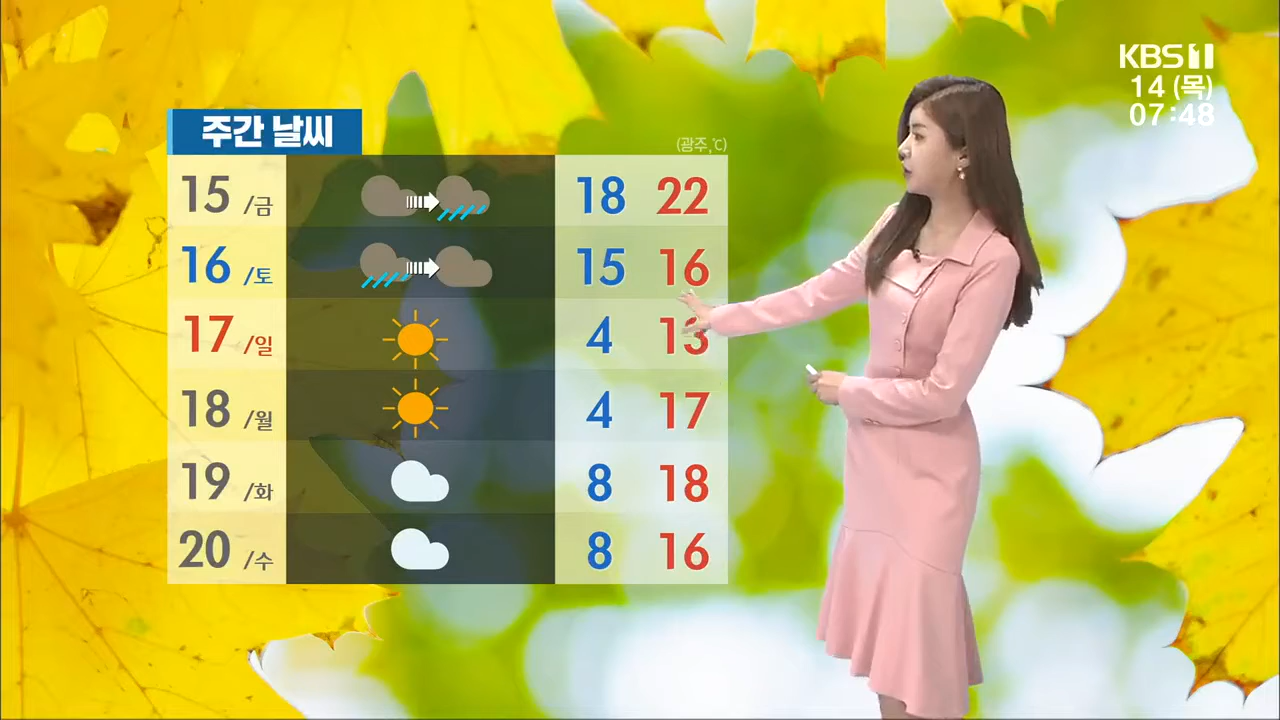 KBS 1
14 (목)
07:48
주간 날씨
(광주,℃)
15 /금 18 22
16 /토 15 16
17 /일 4 13
18 /월 4 17
19 /화 8 18
20 /수 8 16